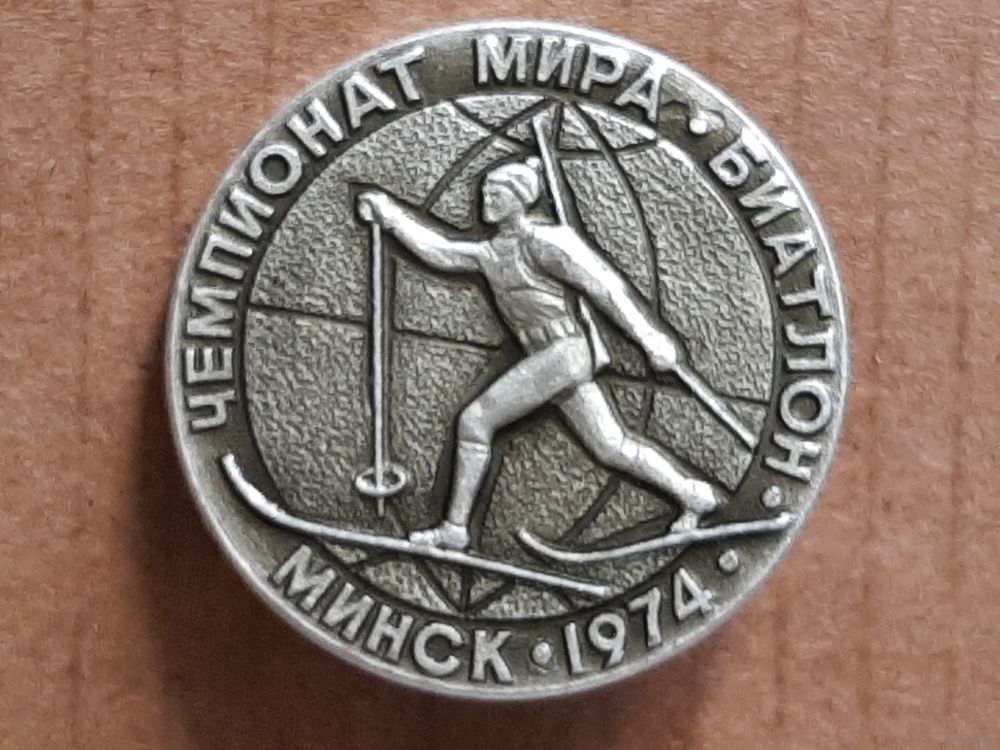 ЧЕМПИОНАТ МИРА • БИАТЛОН •
МИНСК • 1974 •